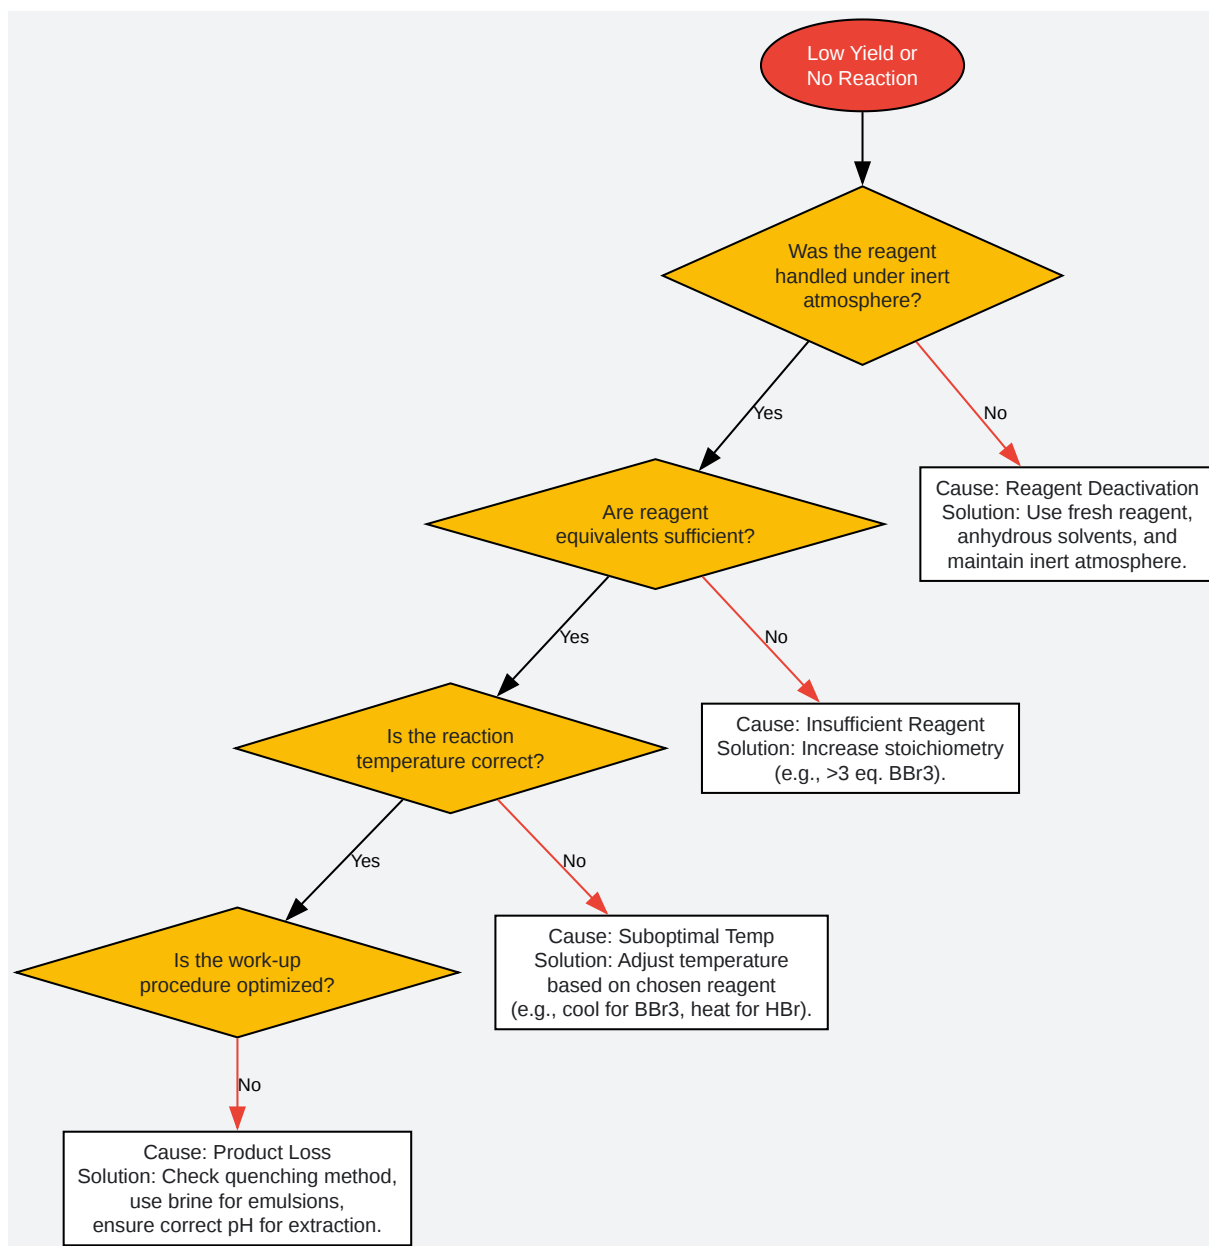 Low Yield or
No Reaction
Was the reagent
handled under inert
atmosphere?
Yes
No
Cause: Reagent Deactivation
Solution: Use fresh reagent,
anhydrous solvents, and
maintain inert atmosphere.
Are reagent
equivalents sufficient?
Yes
No
Cause: Insufficient Reagent
Solution: Increase stoichiometry
(e.g., >3 eq. BBr3).
Is the reaction
temperature correct?
Yes
No
Cause: Suboptimal Temp
Solution: Adjust temperature
based on chosen reagent
(e.g., cool for BBr3, heat for HBr).
Is the work-up
procedure optimized?
No
Cause: Product Loss
Solution: Check quenching method,
use brine for emulsions,
ensure correct pH for extraction.